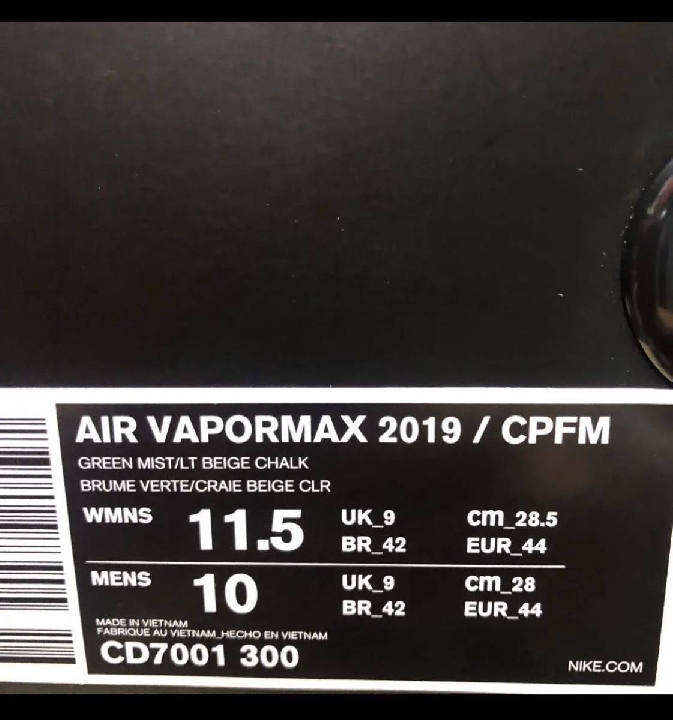 AIR VAPORMAX 2019 / CPFM
GREEN MIST/LT BEIGE CHALK
BRUME VERTE/CRAIE BEIGE CLR
WMNS 11.5 UK_9 cm_28.5
BR_42 EUR_44
MENS 10 UK_9 cm_28
BR_42 EUR_44
MADE IN VIETNAM
FABRIQUE AU VIETNAM_HECHO EN VIETNAM
CD7001 300
NIKE.COM